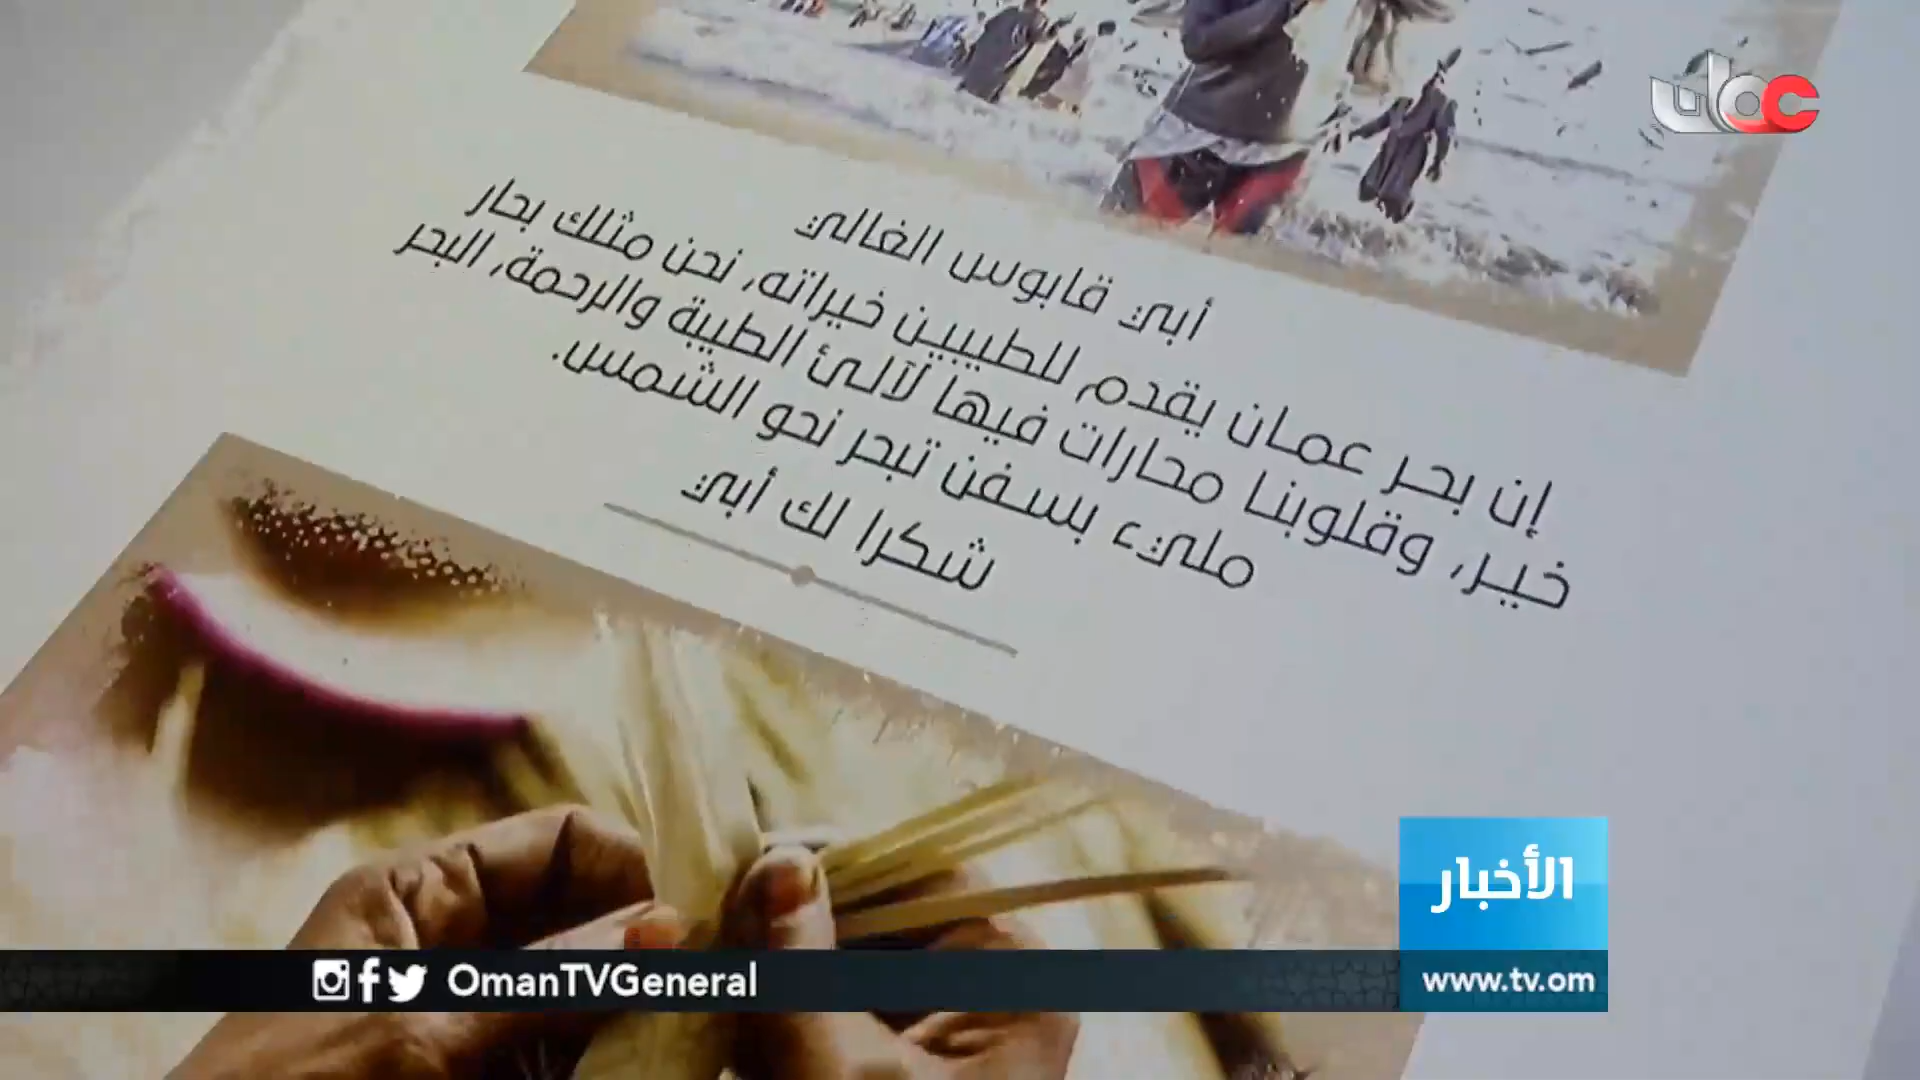 عمان
أبي قابوس الغالي
إن بحر عمان يقدم للطيبين خيراته، نحن مثلك بحار
خير، وقلوبنا محارات فيها لآلئ الطيبة والرحمة، البحر
مليء بسفن تبحر نحو الشمس.
شكرا لك أبي
الأخبار
OmanTVGeneral
www.tv.om